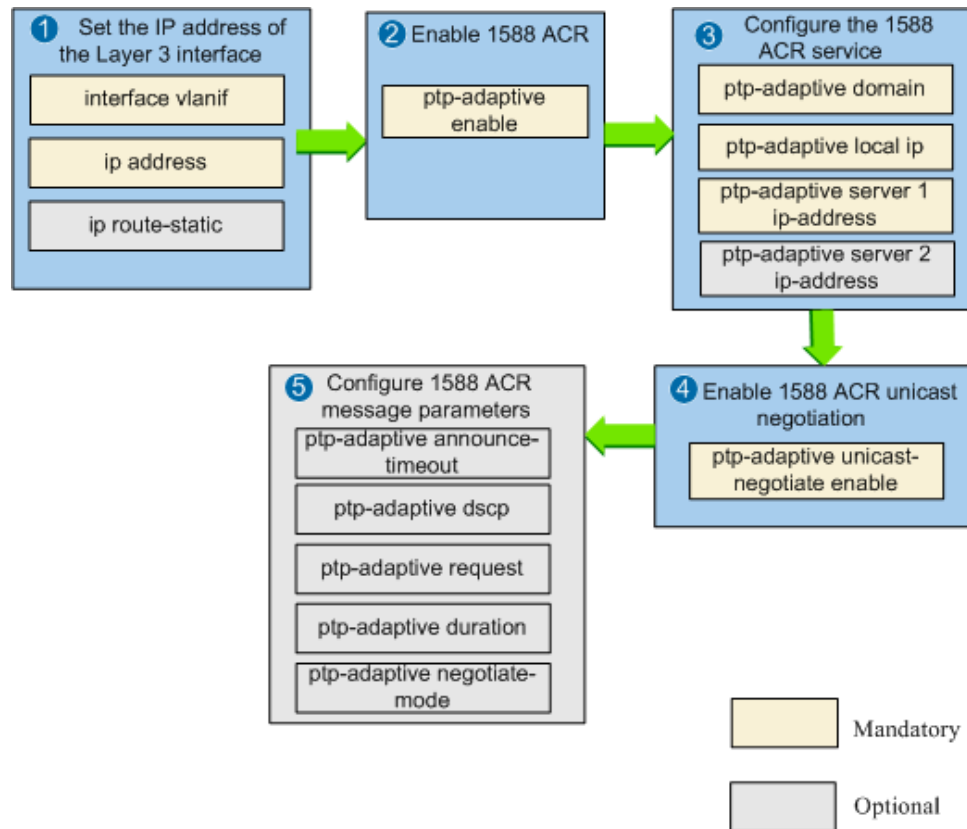 1 Set the IP address of
the Layer 3 interface
interface vlanif
ip address
ip route-static
2 Enable 1588 ACR
ptp-adaptive
enable
3 Configure the 1588
ACR service
ptp-adaptive domain
ptp-adaptive local ip
ptp-adaptive server 1
ip-address
ptp-adaptive server 2
ip-address
4 Enable 1588 ACR unicast
negotiation
ptp-adaptive unicast-
negotiate enable
5 Configure 1588 ACR
message parameters
ptp-adaptive announce-
timeout
ptp-adaptive dscp
ptp-adaptive request
ptp-adaptive duration
ptp-adaptive negotiate-
mode
Mandatory
Optional